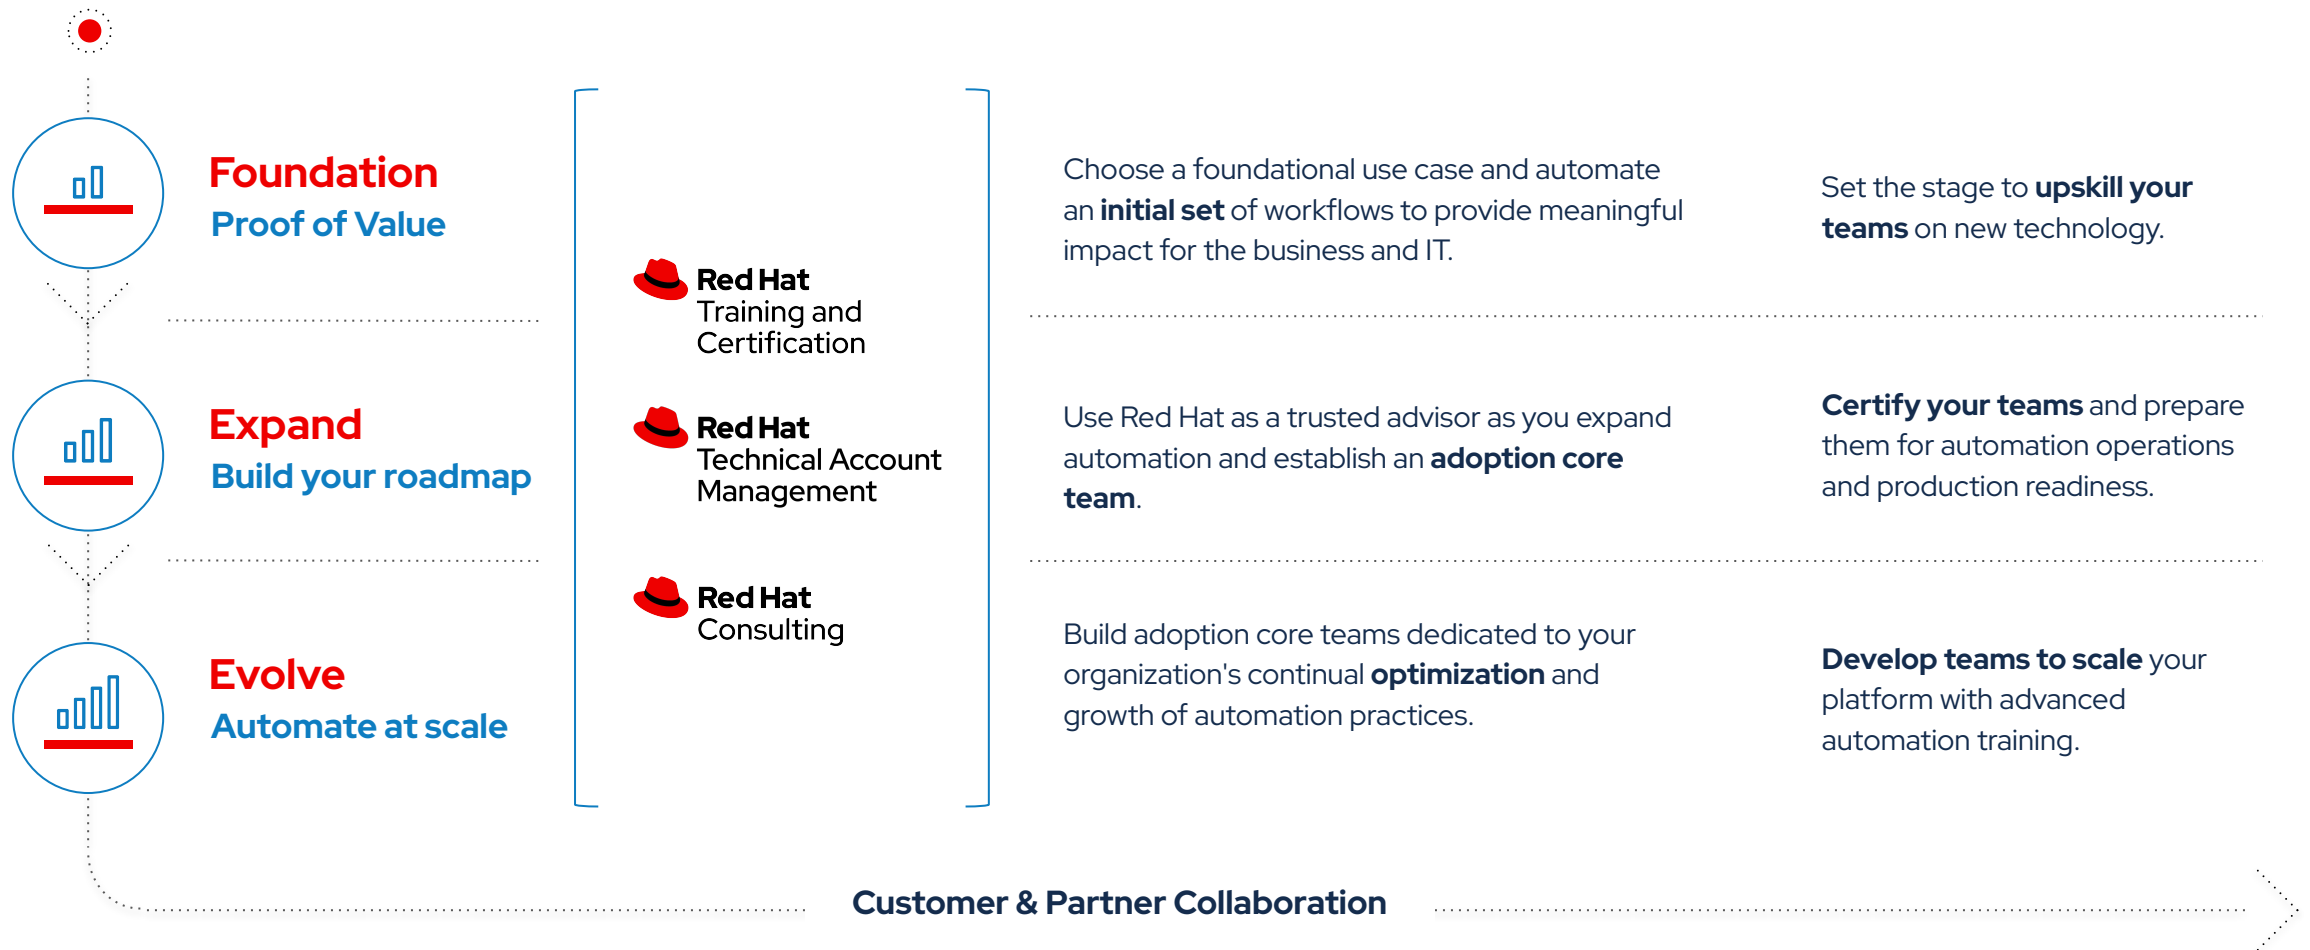 Foundation
Proof of Value
Choose a foundational use case and automate
an initial set of workflows to provide meaningful
impact for the business and IT.
Set the stage to upskill your
teams on new technology.
Red Hat
Training and
Certification
Expand
Build your roadmap
Red Hat
Technical Account
Management
Use Red Hat as a trusted advisor as you expand
automation and establish an adoption core
team.
Certify your teams and prepare
them for automation operations
and production readiness.
Red Hat
Consulting
Evolve
Automate at scale
Build adoption core teams dedicated to your
organization's continual optimization and
growth of automation practices.
Develop teams to scale your
platform with advanced
automation training.
Customer & Partner Collaboration